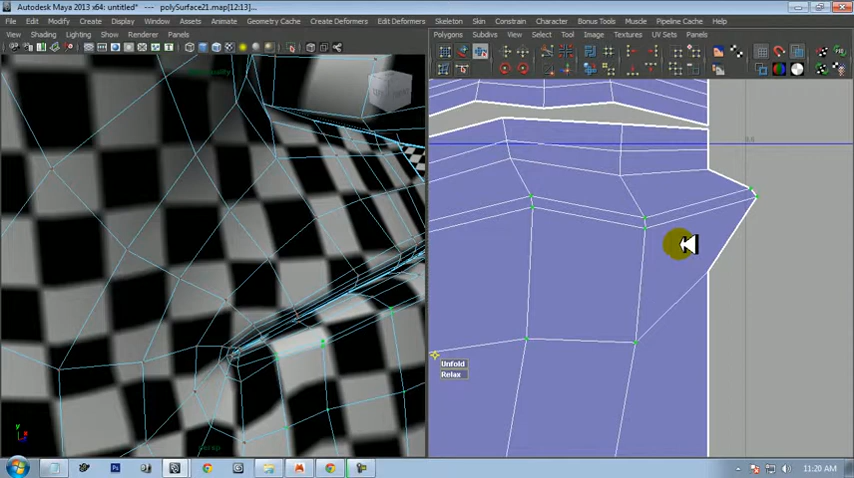 Autodesk Maya 2013 x64: untitled* --- polySurface21.map[12:13]...
File Edit Modify Create Display Window Assets Animate Geometry Cache Create Deformers Edit Deformers Skeleton Skin Constrain Character Bonus Tools Muscle Pipeline Cache Help
View Shading Lighting Show Renderer Panels
Polygons Subdivs View Select Tool Image Textures UV Sets Panels
Unfold
Relax
persp
y
11:20 AM